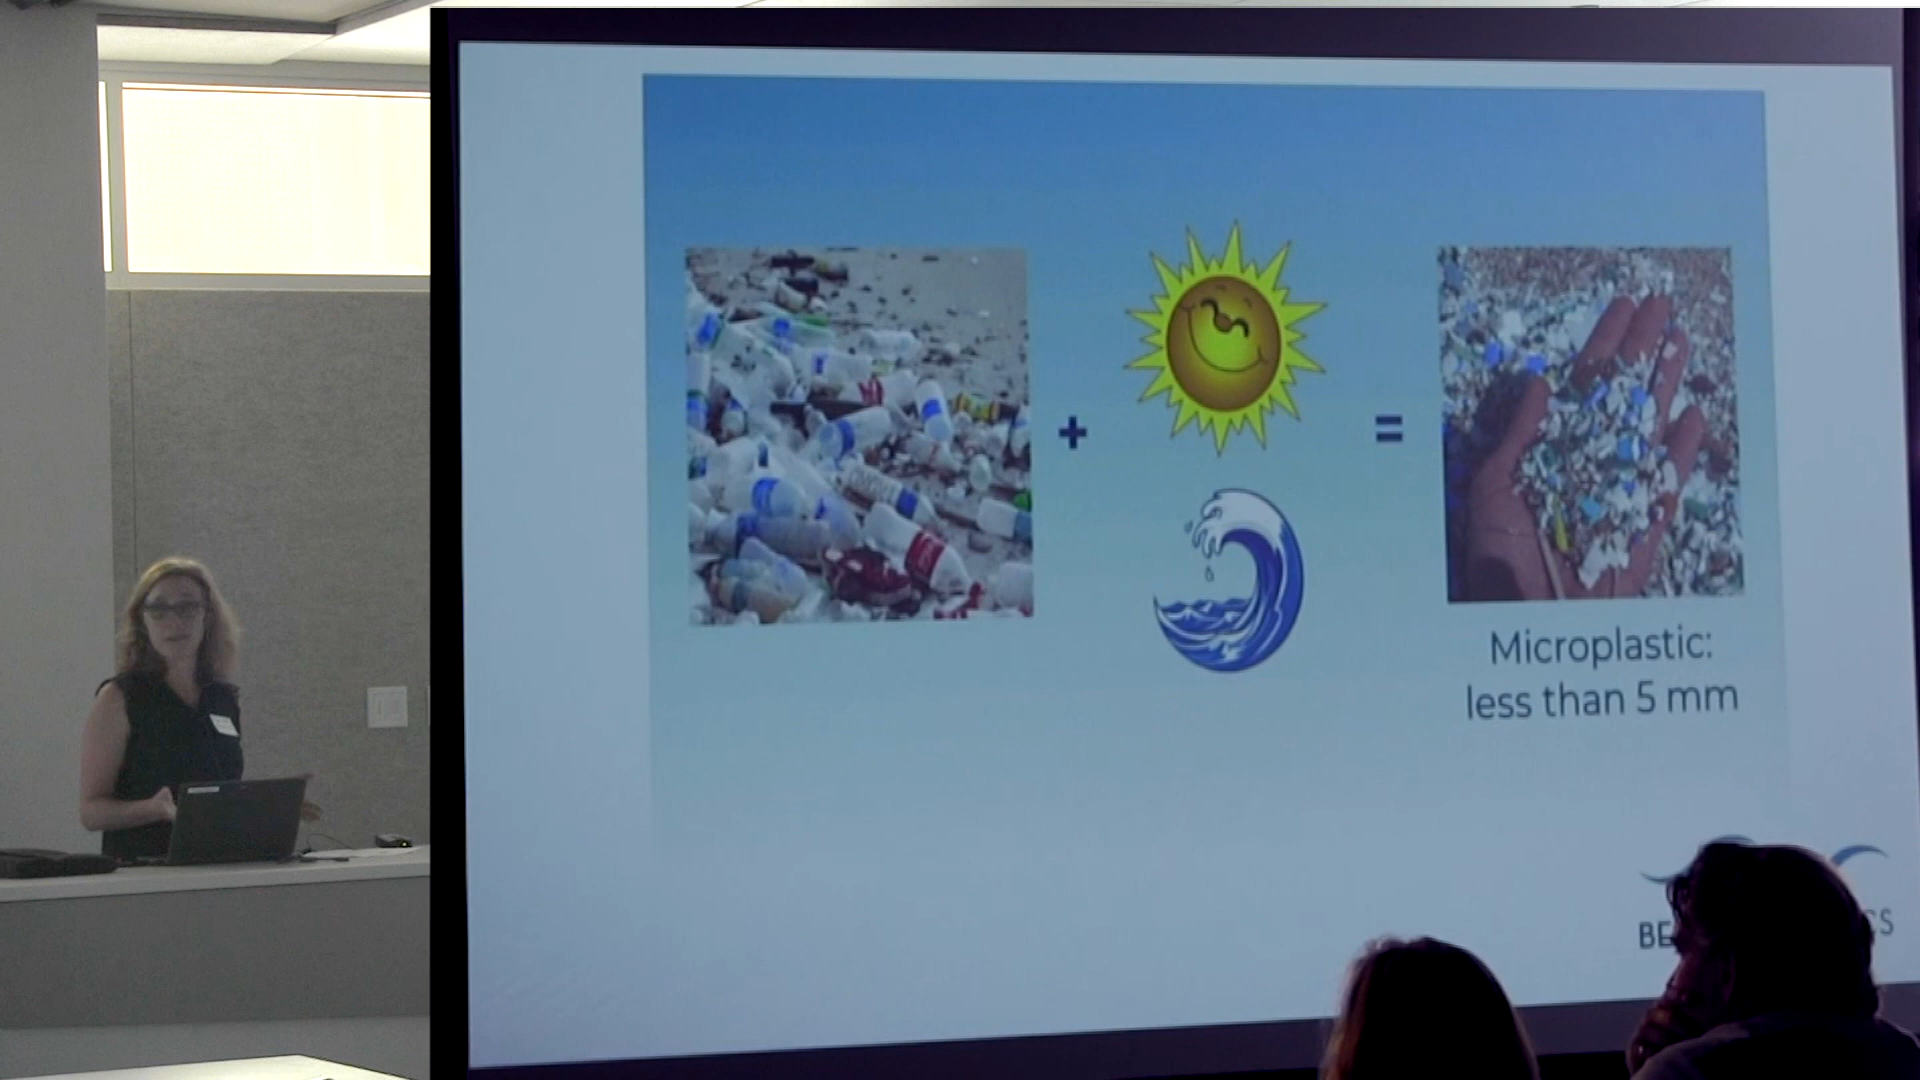 +
=
Microplastic:
less than 5 mm